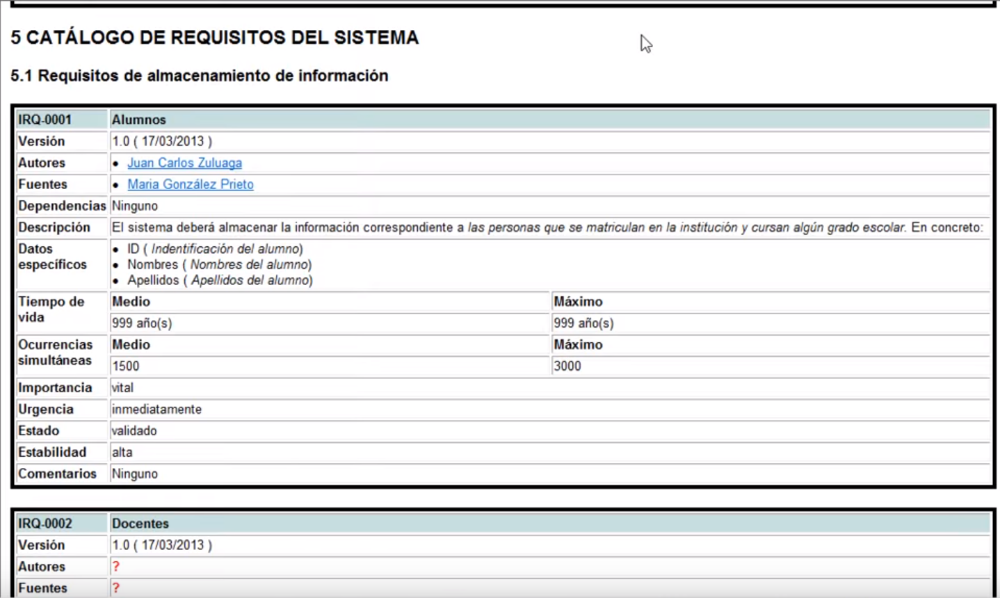 5 CATÁLOGO DE REQUISITOS DEL SISTEMA
5.1 Requisitos de almacenamiento de información
IRQ-0001 Alumnos
Versión 1.0 ( 17/03/2013 )
Autores • Juan Carlos Zuluaga
Fuentes • Maria González Prieto
Dependencias Ninguno
Descripción El sistema deberá almacenar la información correspondiente a las personas que se matriculan en la institución y cursan algún grado escolar. En concreto:
Datos específicos
• ID ( Indentificación del alumno)
• Nombres ( Nombres del alumno)
• Apellidos ( Apellidos del alumno)
Tiempo de vida
Medio Máximo
999 año(s) 999 año(s)
Ocurrencias simultáneas
Medio Máximo
1500 3000
Importancia vital
Urgencia inmediatamente
Estado validado
Estabilidad alta
Comentarios Ninguno
IRQ-0002 Docentes
Versión 1.0 ( 17/03/2013 )
Autores ?
Fuentes ?